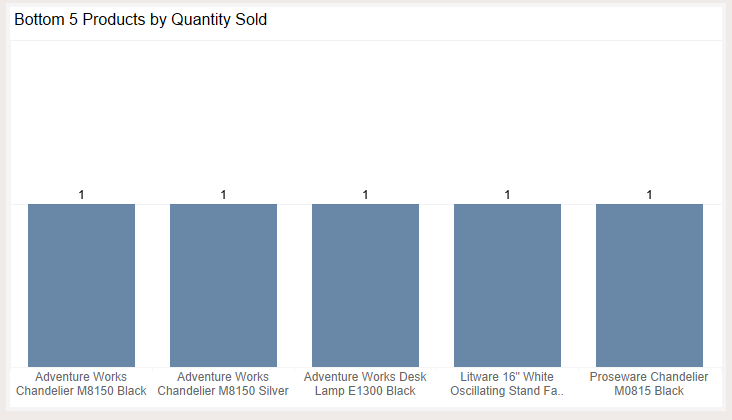 Bottom 5 Products by Quantity Sold
1 1 1 1 1
Adventure Works
Chandelier M8150 Black
Adventure Works
Chandelier M8150 Silver
Adventure Works Desk
Lamp E1300 Black
Litware 16" White
Oscillating Stand Fa..
Proseware Chandelier
M0815 Black